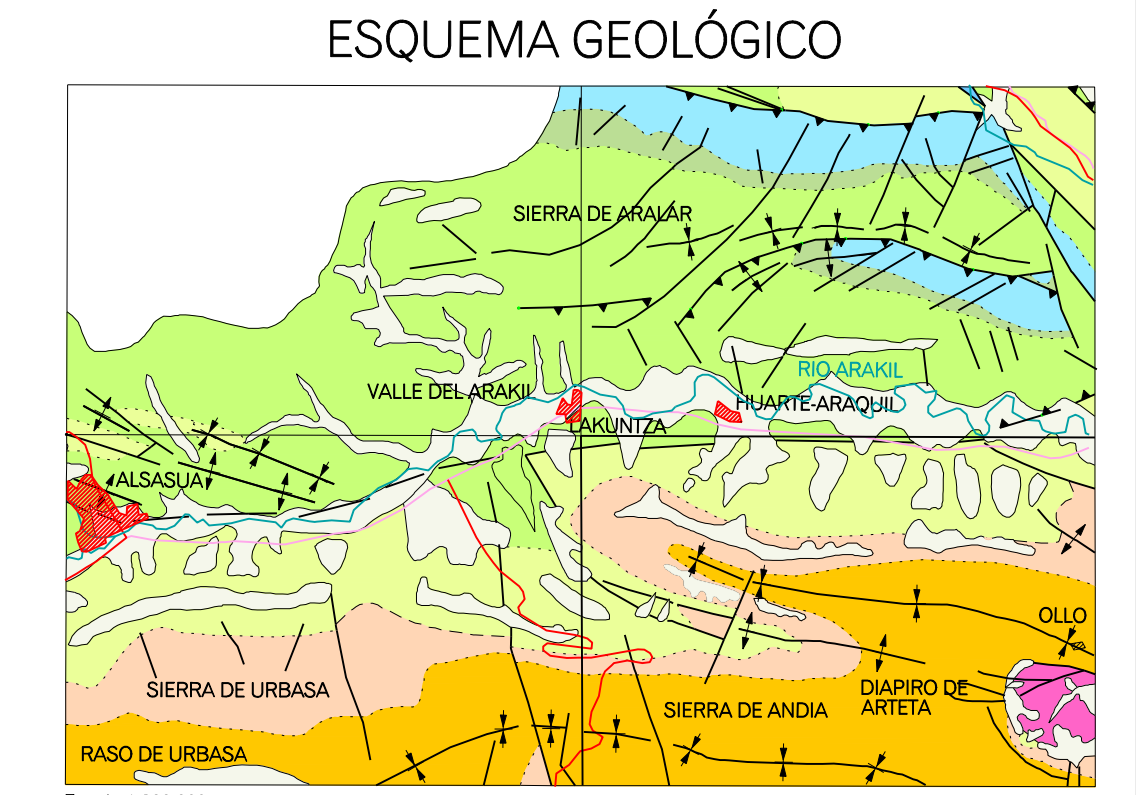 ESQUEMA GEOLÓGICO
SIERRA DE ARALAR
RIO ARAKIL
VALLE DEL ARAKIL
HUARTE-ARAQUIL
LAKUNTZA
ALSASUA
OLLO
SIERRA DE URBASA
DIAPIRO DE
ARTETA
SIERRA DE ANDIA
RASO DE URBASA